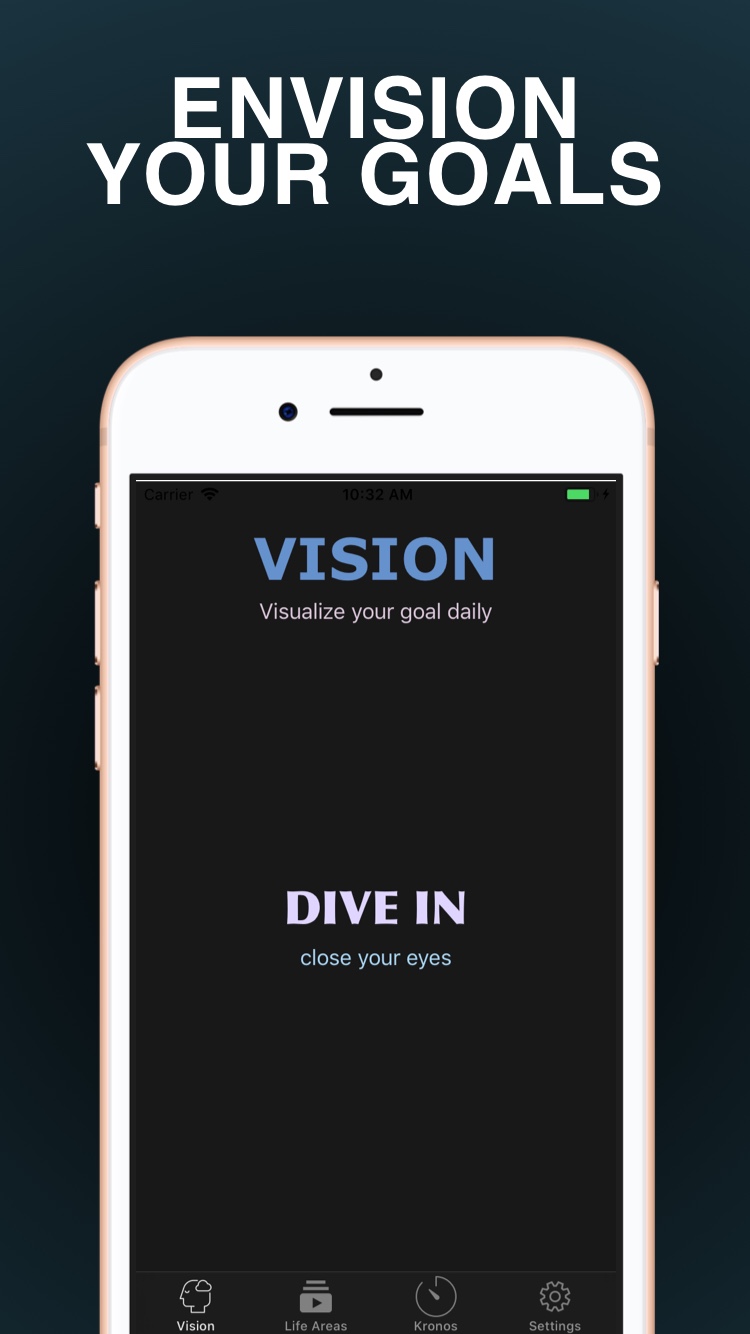 ENVISION
YOUR GOALS
Carrier 10:32 AM
VISION
Visualize your goal daily
DIVE IN
close your eyes
Vision Life Areas Kronos Settings